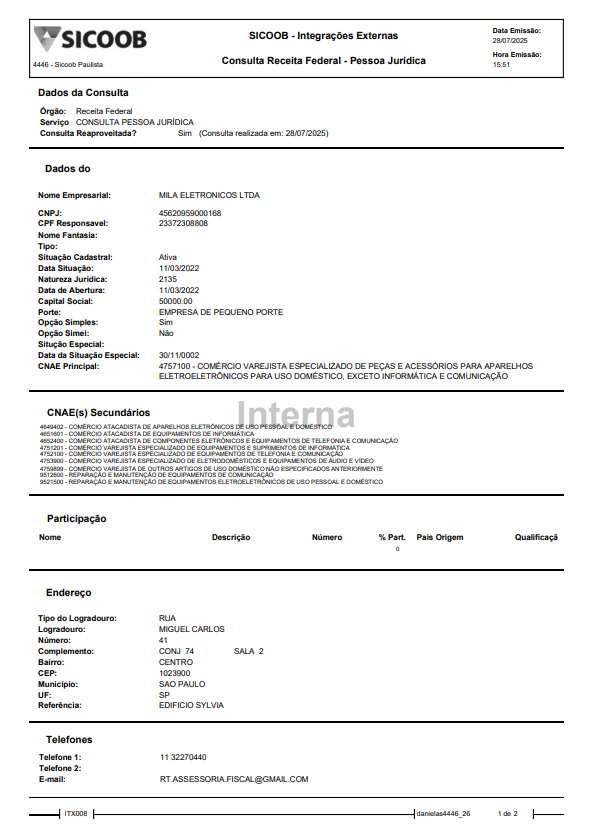 SICOOB
4446 - Sicoob Paulista
SICOOB - Integrações Externas
Consulta Receita Federal - Pessoa Jurídica
Data Emissão:
28/07/2025
Hora Emissão:
15:51
Dados da Consulta
Órgão: Receita Federal
Serviço CONSULTA PESSOA JURÍDICA
Consulta Reaproveitada? Sim (Consulta realizada em: 28/07/2025)
Dados do
Nome Empresarial: MILA ELETRONICOS LTDA
CNPJ: 45620959000168
CPF Responsavel: 23372308808
Nome Fantasia:
Tipo:
Situação Cadastral: Ativa
Data Situação: 11/03/2022
Natureza Jurídica: 2135
Data de Abertura: 11/03/2022
Capital Social: 50000.00
Porte: EMPRESA DE PEQUENO PORTE
Opção Simples: Sim
Opção Simei: Não
Situção Especial:
Data da Situação Especial: 30/11/0002
CNAE Principal: 4757100 - COMÉRCIO VAREJISTA ESPECIALIZADO DE PEÇAS E ACESSÓRIOS PARA APARELHOS
ELETROELETRÔNICOS PARA USO DOMÉSTICO, EXCETO INFORMÁTICA E COMUNICAÇÃO
Interna
CNAE(s) Secundários
4649402 - COMÉRCIO ATACADISTA DE APARELHOS ELETRÔNICOS DE USO PESSOAL E DOMÉSTICO
4651601 - COMÉRCIO ATACADISTA DE EQUIPAMENTOS DE INFORMÁTICA
4652400 - COMÉRCIO ATACADISTA DE COMPONENTES ELETRÔNICOS E EQUIPAMENTOS DE TELEFONIA E COMUNICAÇÃO
4751201 - COMÉRCIO VAREJISTA ESPECIALIZADO DE EQUIPAMENTOS E SUPRIMENTOS DE INFORMÁTICA
4752100 - COMÉRCIO VAREJISTA ESPECIALIZADO DE EQUIPAMENTOS DE TELEFONIA E COMUNICAÇÃO
4753900 - COMÉRCIO VAREJISTA ESPECIALIZADO DE ELETRODOMÉSTICOS E EQUIPAMENTOS DE ÁUDIO E VÍDEO
4759899 - COMÉRCIO VAREJISTA DE OUTROS ARTIGOS DE USO DOMÉSTICO NÃO ESPECIFICADOS ANTERIORMENTE
9512600 - REPARAÇÃO E MANUTENÇÃO DE EQUIPAMENTOS DE COMUNICAÇÃO
9521500 - REPARAÇÃO E MANUTENÇÃO DE EQUIPAMENTOS ELETROELETRÔNICOS DE USO PESSOAL E DOMÉSTICO
Participação
Nome Descrição Número % Part. Pais Origem Qualificaçã
0
Endereço
Tipo do Logradouro: RUA
Logradouro: MIGUEL CARLOS
Número: 41
Complemento: CONJ 74 SALA 2
Bairro: CENTRO
CEP: 1023900
Município: SAO PAULO
UF: SP
Referência: EDIFICIO SYLVIA
Telefones
Telefone 1: 11 32270440
Telefone 2:
E-mail: RT.ASSESSORIA.FISCAL@GMAIL.COM
ITX008 danielas4446_26 1 de 2